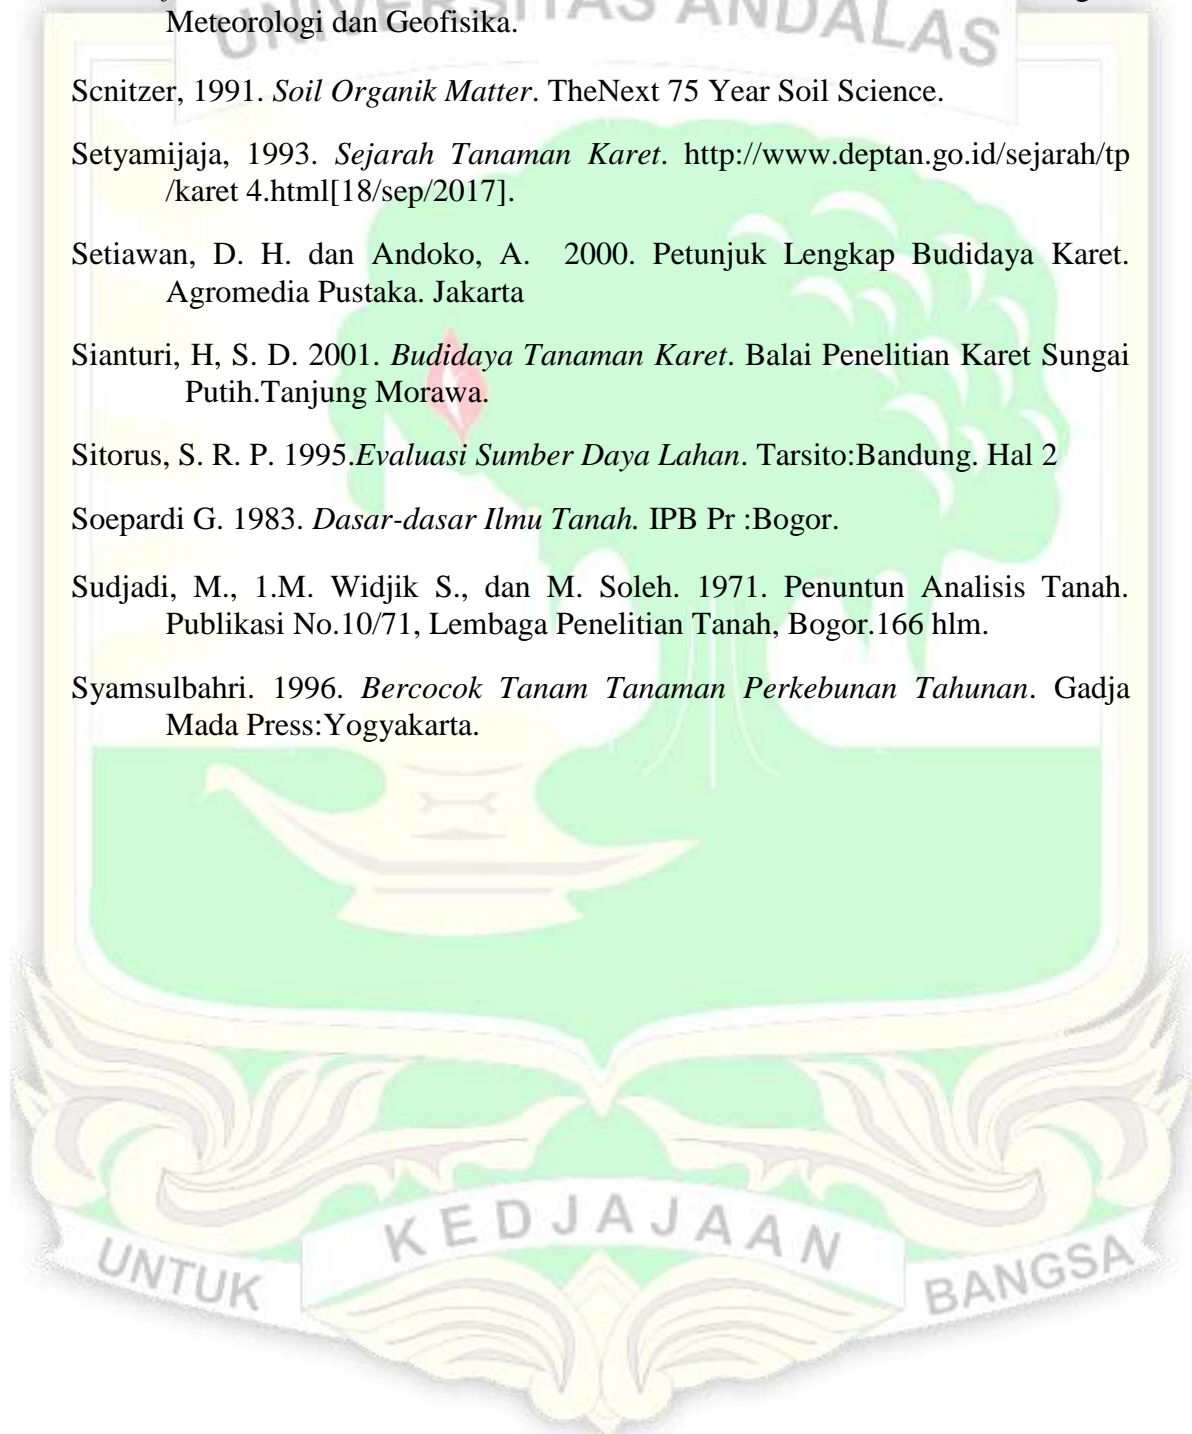 UNIVERSITAS ANDALAS
Meteorologi dan Geofisika.
Scnitzer, 1991. Soil Organik Matter. TheNext 75 Year Soil Science.
Setyamijaja, 1993. Sejarah Tanaman Karet. http://www.deptan.go.id/sejarah/tp
/karet 4.html[18/sep/2017].
Setiawan, D. H. dan Andoko, A. 2000. Petunjuk Lengkap Budidaya Karet.
Agromedia Pustaka. Jakarta
Sianturi, H, S. D. 2001. Budidaya Tanaman Karet. Balai Penelitian Karet Sungai
Putih.Tanjung Morawa.
Sitorus, S. R. P. 1995.Evaluasi Sumber Daya Lahan. Tarsito:Bandung. Hal 2
Soepardi G. 1983. Dasar-dasar Ilmu Tanah. IPB Pr :Bogor.
Sudjadi, M., 1.M. Widjik S., dan M. Soleh. 1971. Penuntun Analisis Tanah.
Publikasi No.10/71, Lembaga Penelitian Tanah, Bogor.166 hlm.
Syamsulbahri. 1996. Bercocok Tanam Tanaman Perkebunan Tahunan. Gadja
Mada Press:Yogyakarta.
UNTUK KEDJAJAAN BANGSA